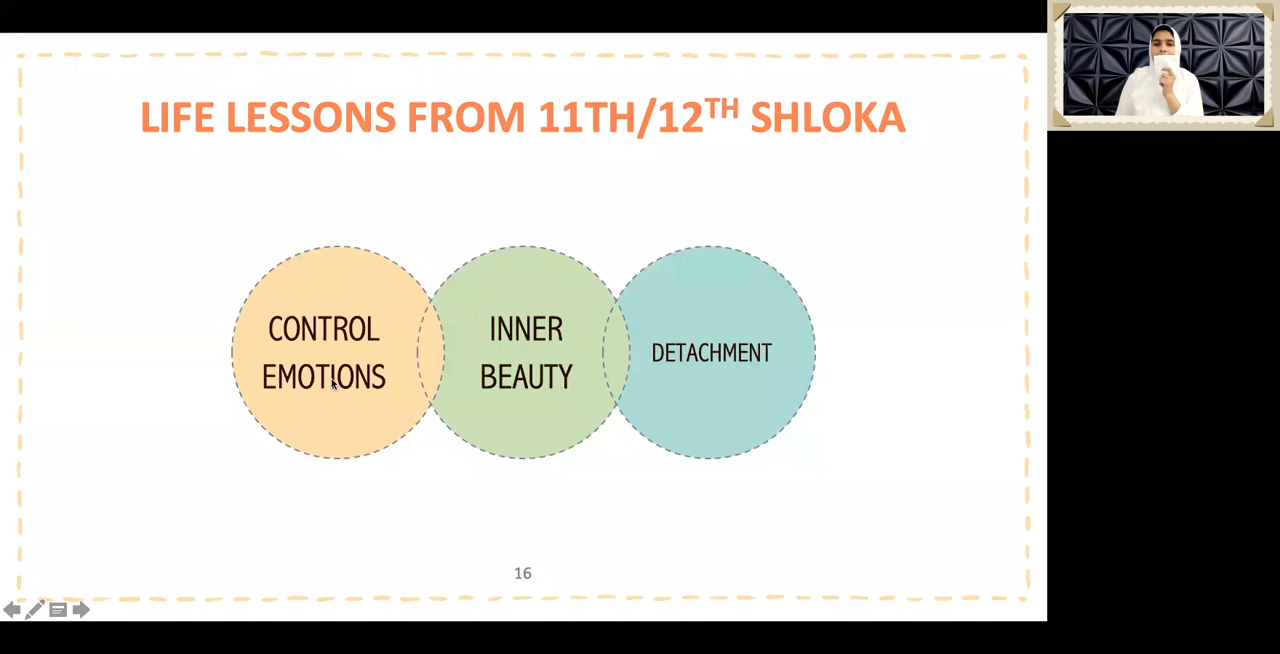 LIFE LESSONS FROM 11TH/12TH SHLOKA
CONTROL
EMOTIONS
INNER
BEAUTY
DETACHMENT
16